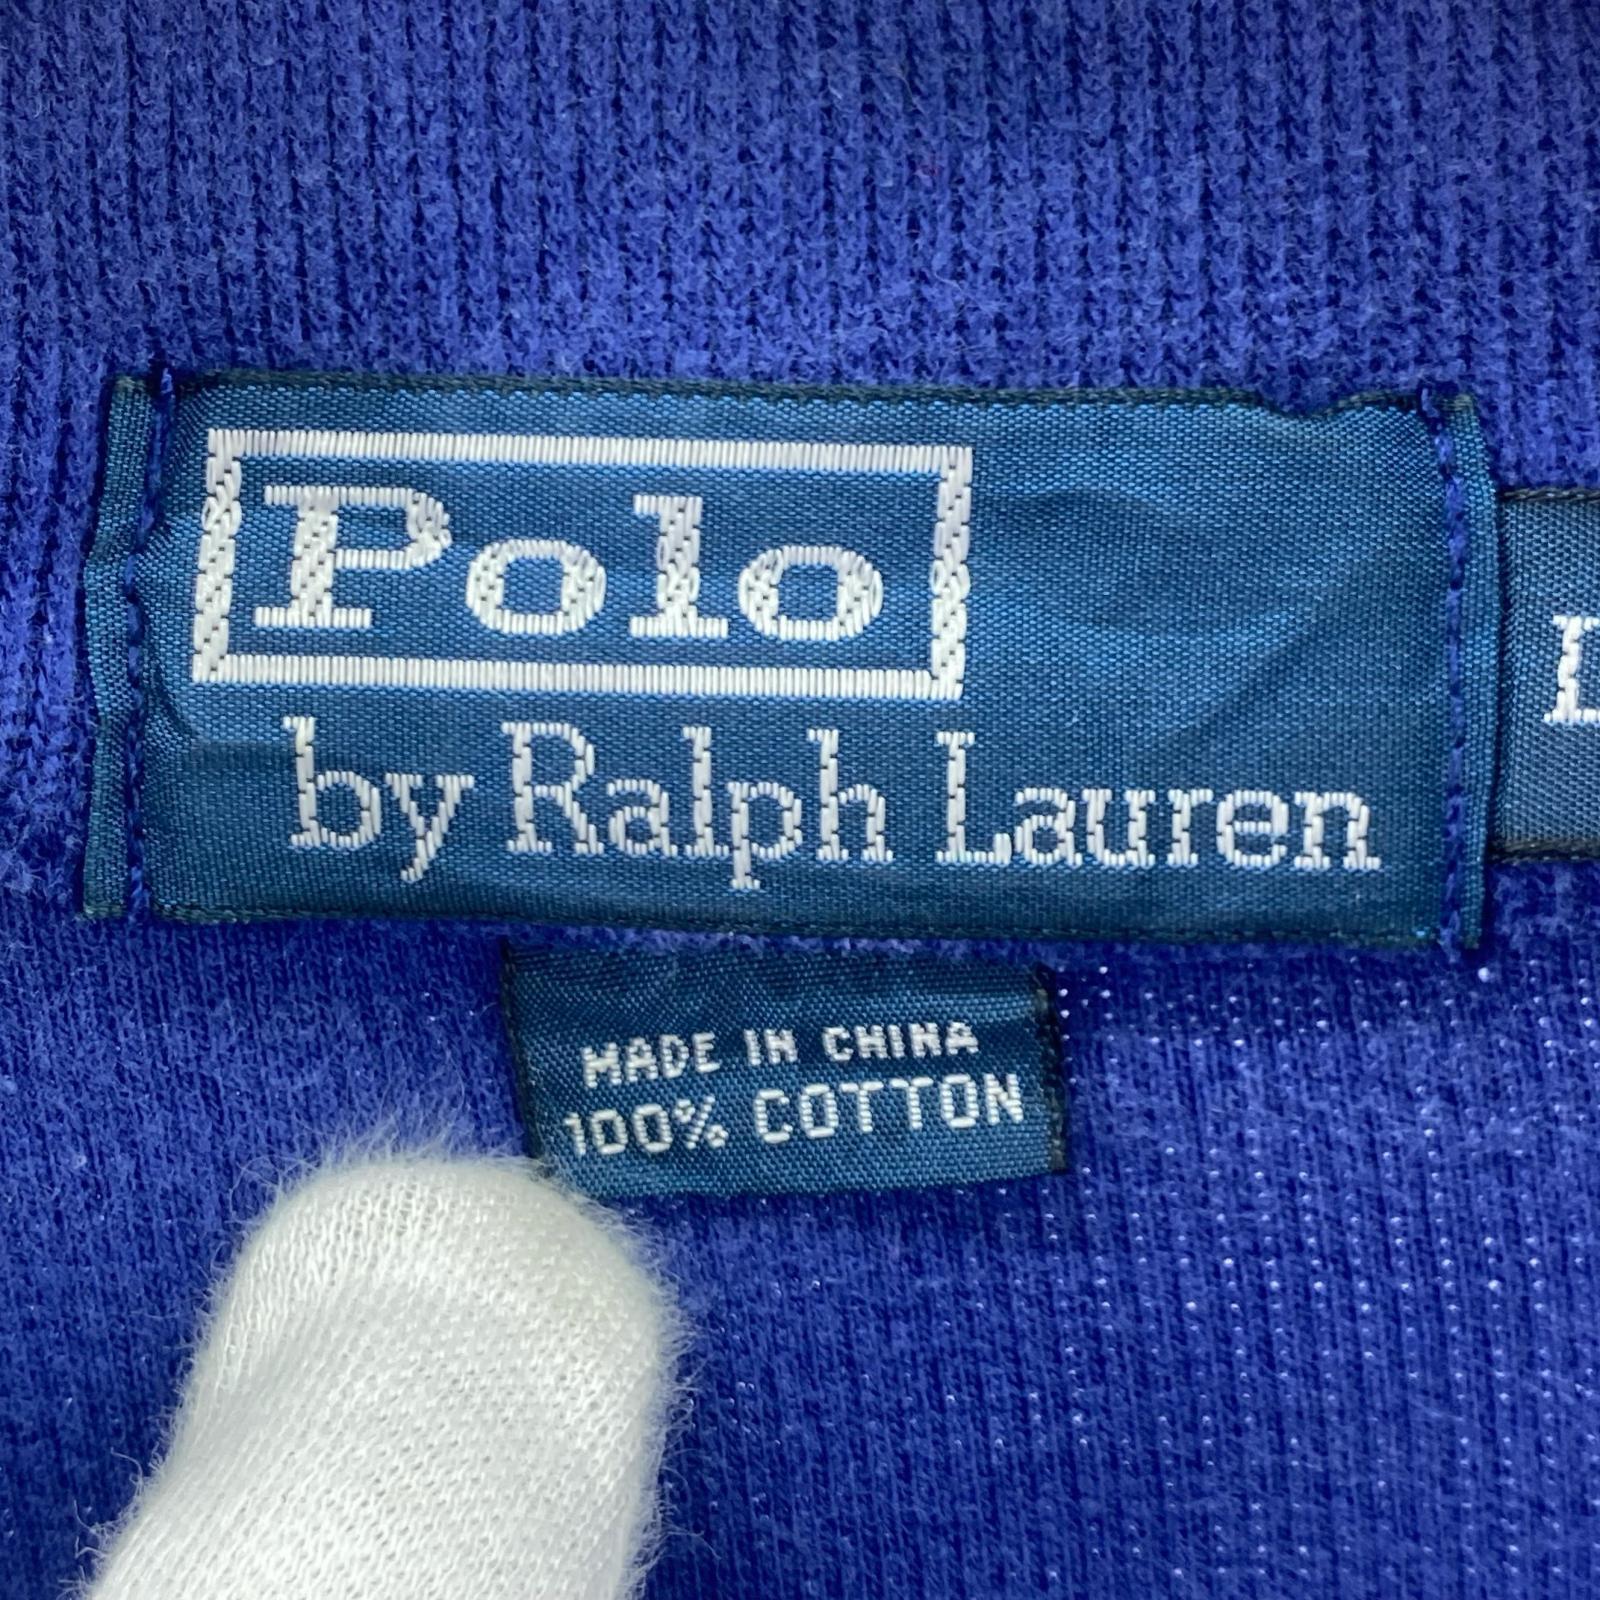 Polo
by Ralph Lauren
L
MADE IN CHINA
100% COTTON